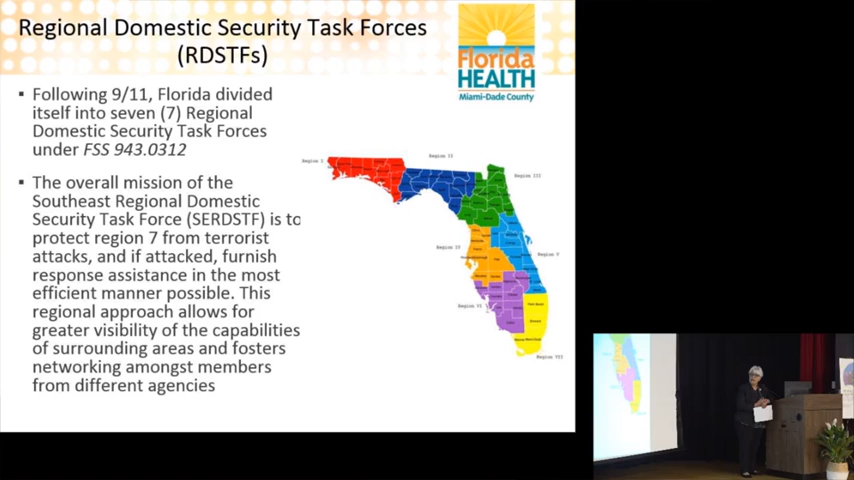 Regional Domestic Security Task Forces
(RDSTFs)
Florida
HEALTH
Miami-Dade County
▪ Following 9/11, Florida divided
itself into seven (7) Regional
Domestic Security Task Forces
under FSS 943.0312
▪ The overall mission of the
Southeast Regional Domestic
Security Task Force (SERDSTF) is to
protect region 7 from terrorist
attacks, and if attacked, furnish
response assistance in the most
efficient manner possible. This
regional approach allows for
greater visibility of the capabilities
of surrounding areas and fosters
networking amongst members
from different agencies
Region I
Region II
Region III
Region IV
Region V
Region VI
Region VII